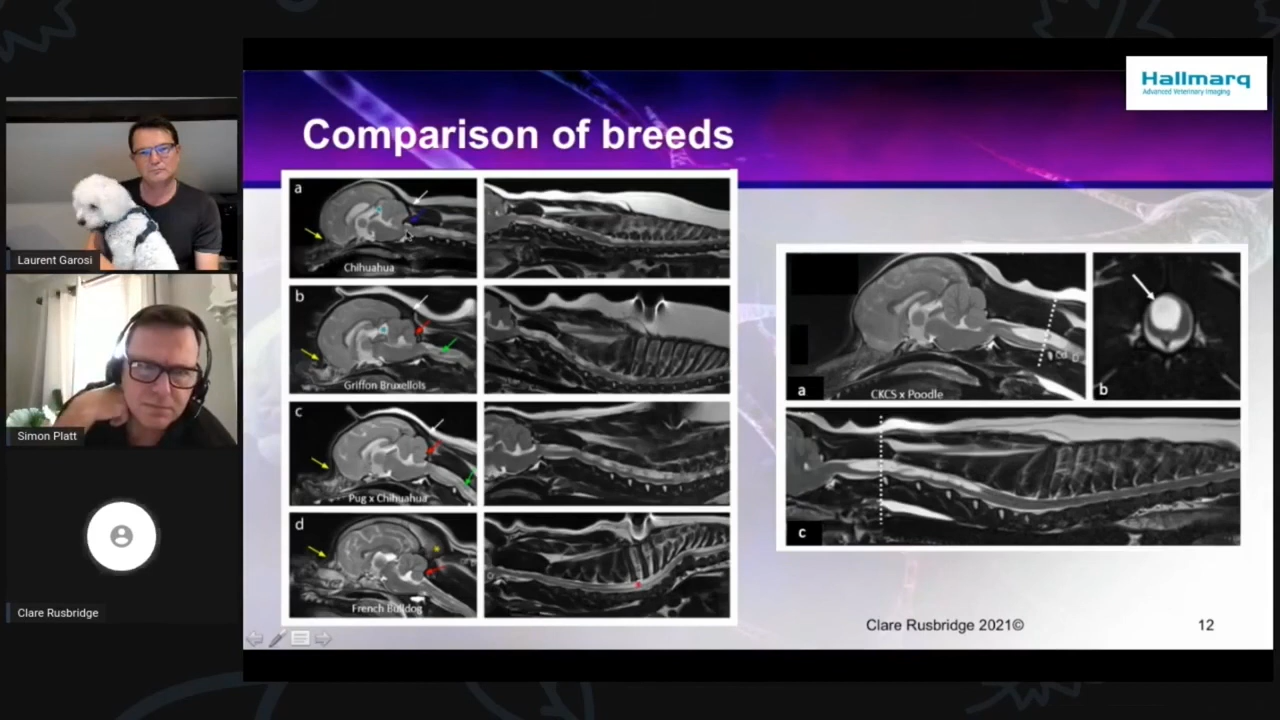 Hallmarq
Advanced Veterinary Imaging
Comparison of breeds
a
Chihuahua
b
Griffon Bruxellois
c
Pug x Chihuahua
d
French Bulldog
a
CKCS x Poodle
b
c
Laurent Garosi
Simon Platt
Clare Rusbridge
Clare Rusbridge 2021©
12